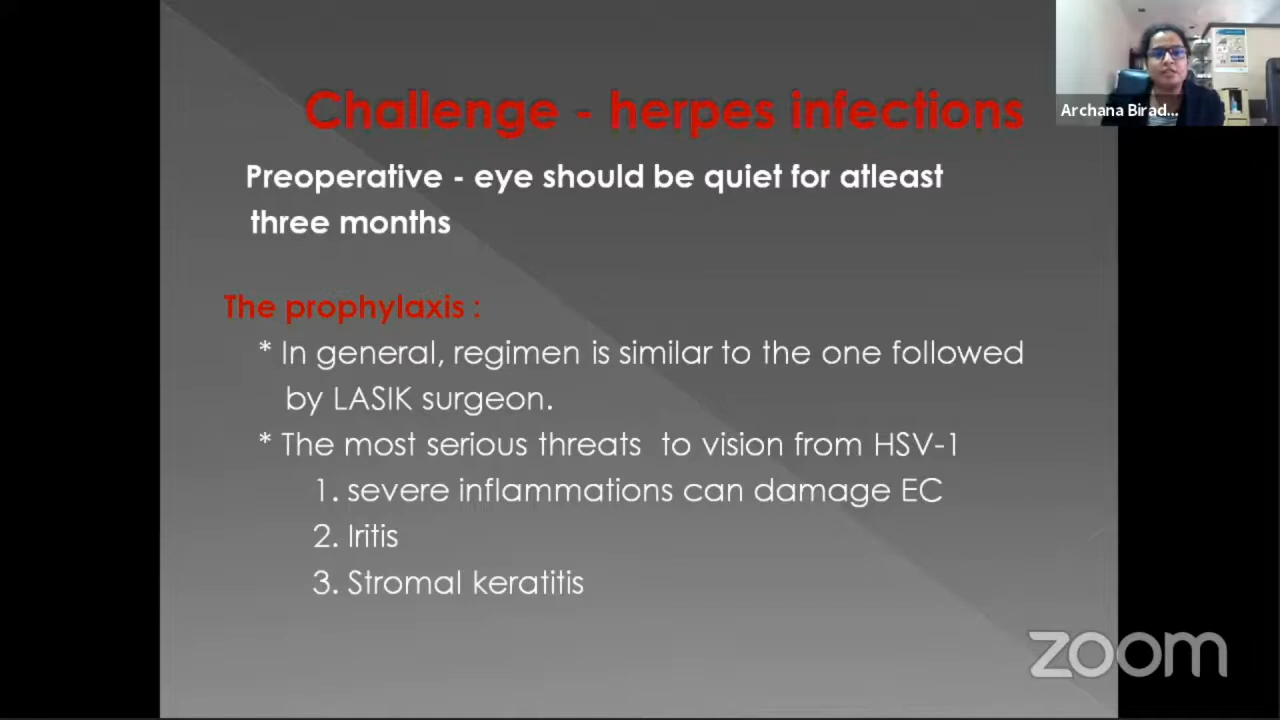 Challenge - herpes infections
Archana Birad...
Preoperative - eye should be quiet for atleast
three months
The prophylaxis :
* In general, regimen is similar to the one followed
by LASIK surgeon.
* The most serious threats to vision from HSV-1
1. severe inflammations can damage EC
2. Iritis
3. Stromal keratitis
zoom